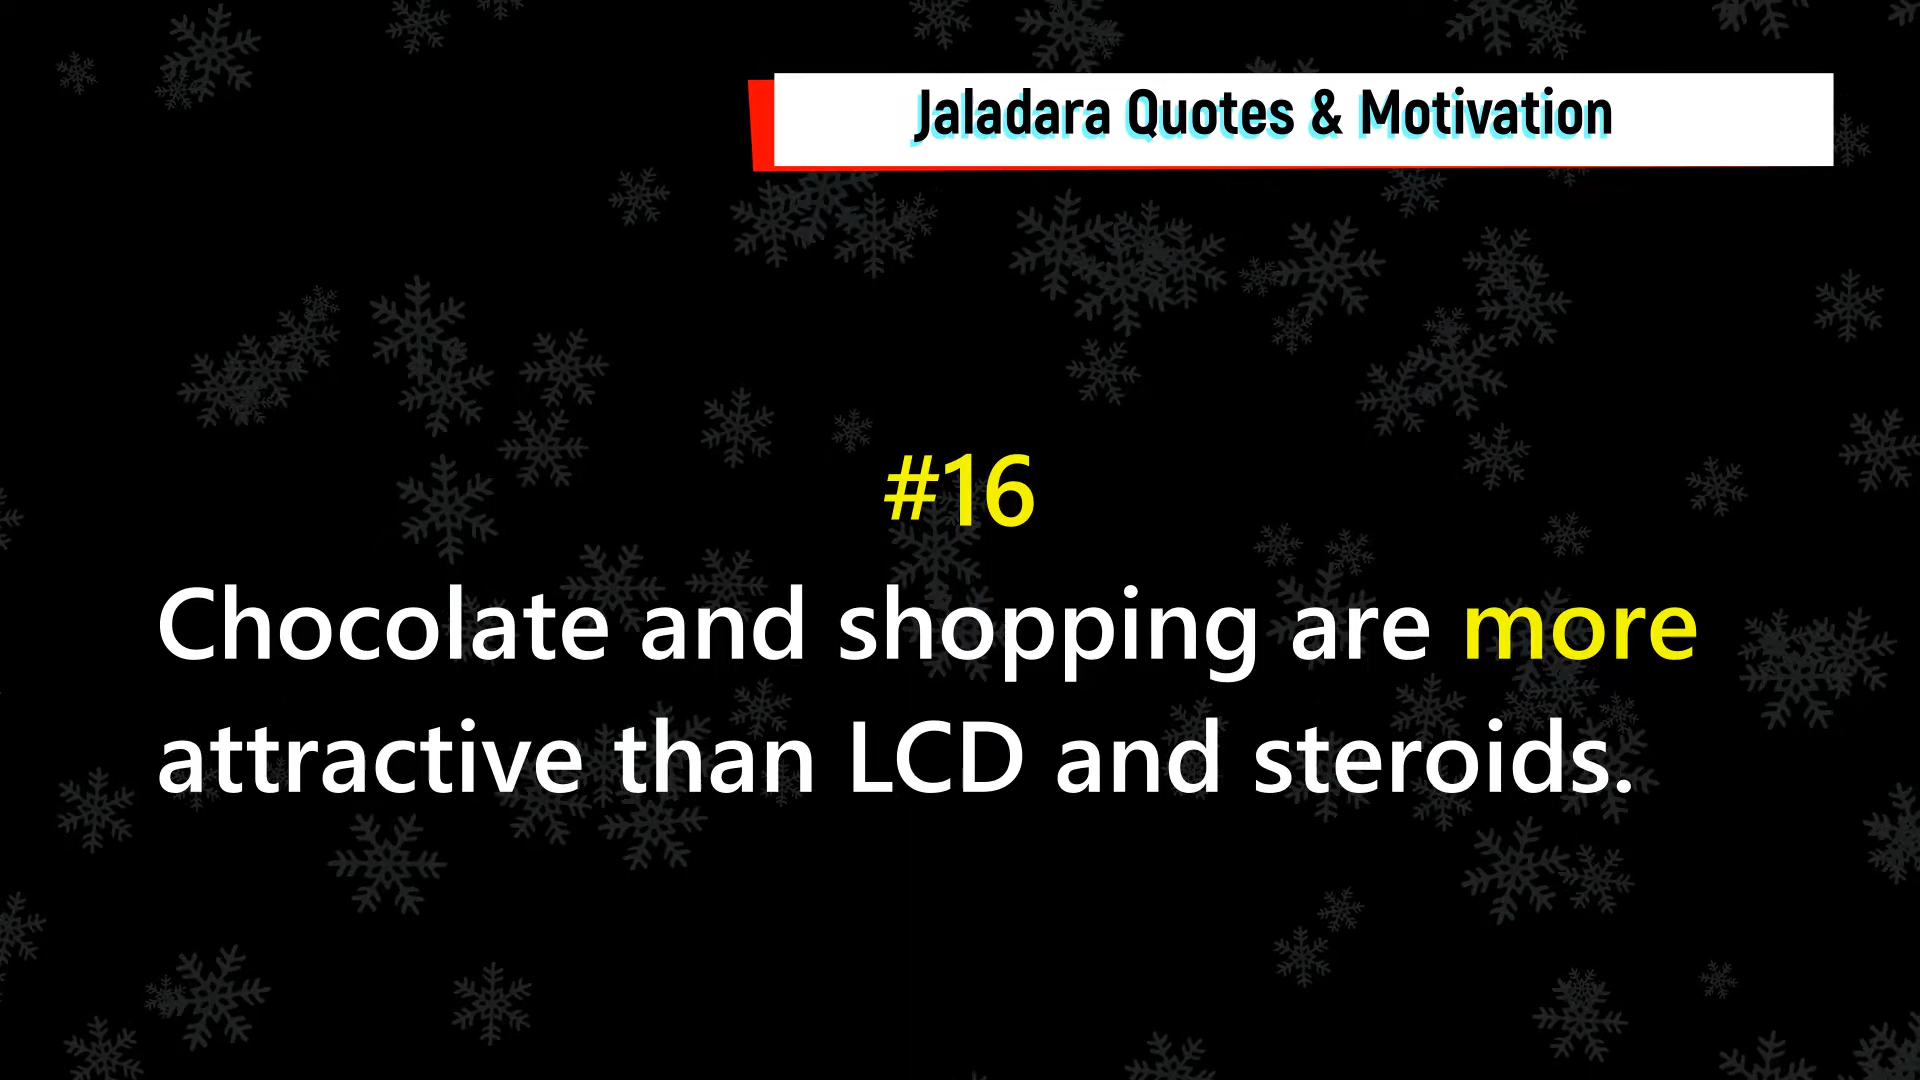 Jaladara Quotes & Motivation
#16
Chocolate and shopping are more
attractive than LCD and steroids.